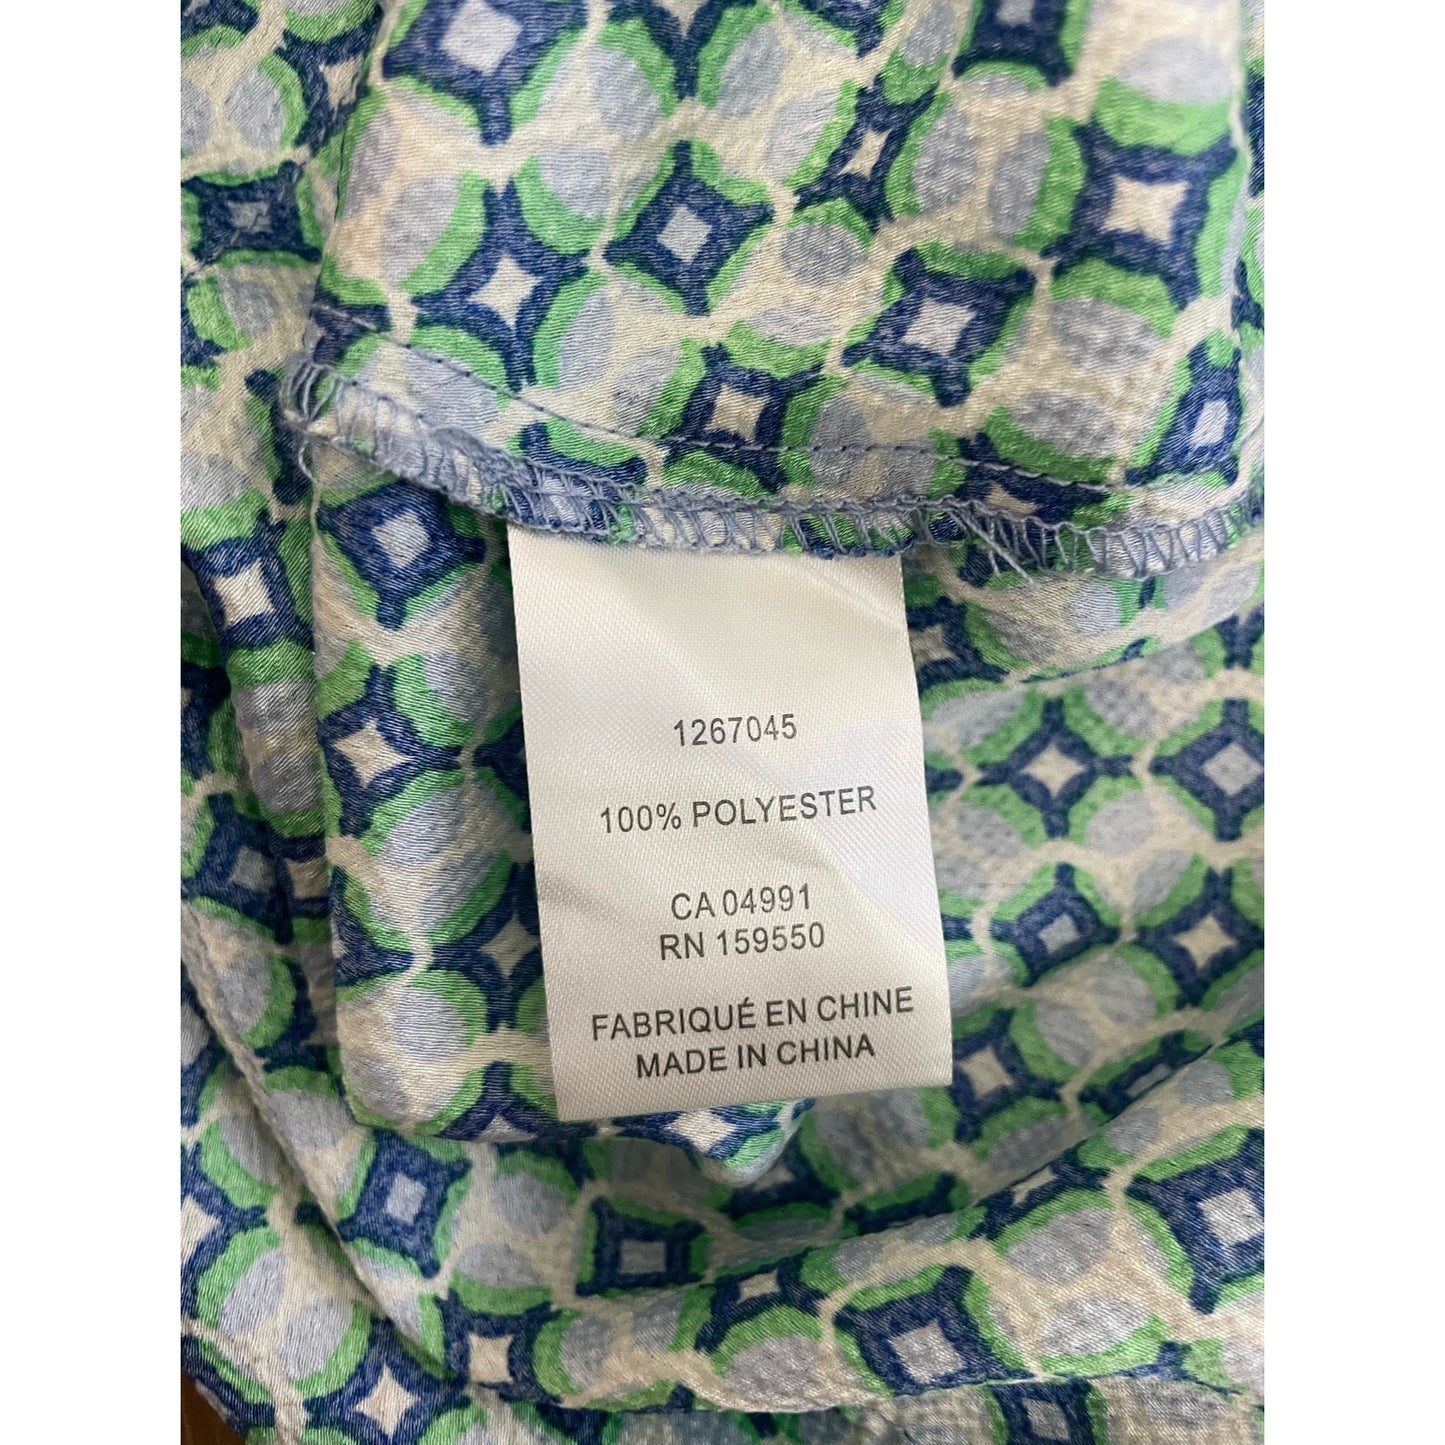 1267045
100% POLYESTER
CA 04991
RN 159550
FABRIQUÉ EN CHINE
MADE IN CHINA